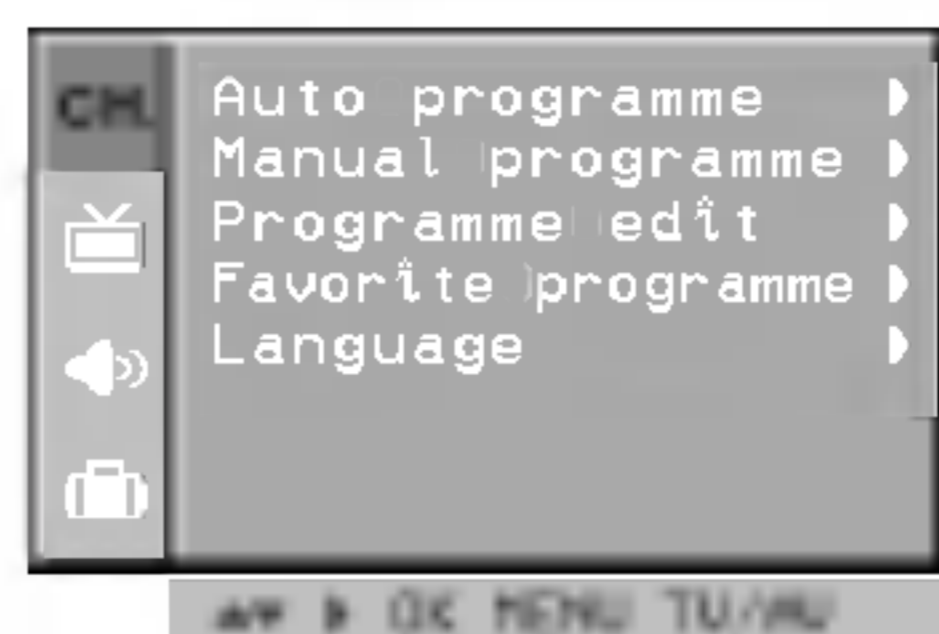 CH.
Auto programme
Manual programme
Programme edit
Favorite programme
Language
OK MENU TV/AV